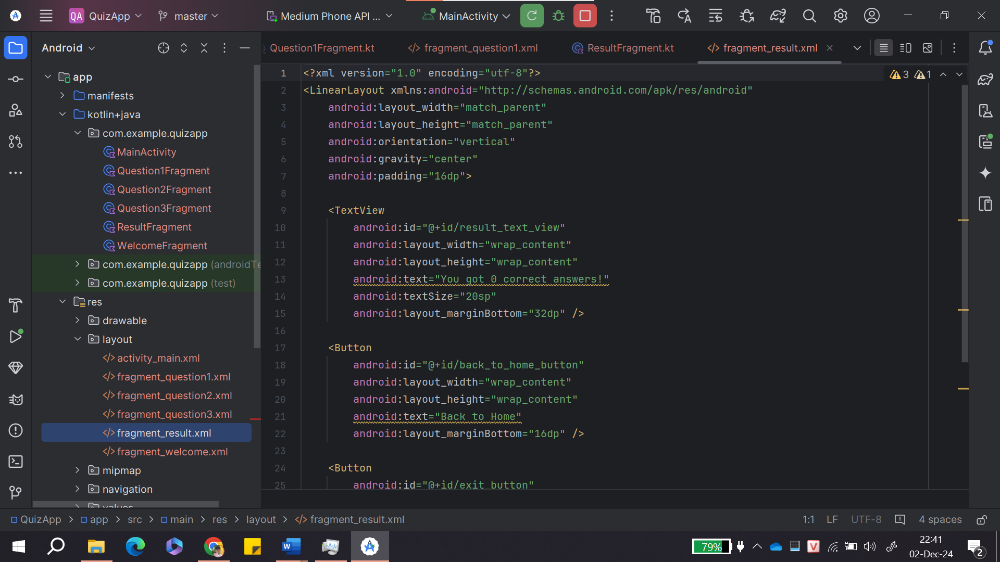 QA QuizApp master Medium Phone API ... MainActivity
Android
Question1Fragment.kt fragment_question1.xml ResultFragment.kt fragment_result.xml
app
manifests
kotlin+java
com.example.quizapp
MainActivity
Question1Fragment
Question2Fragment
Question3Fragment
ResultFragment
WelcomeFragment
com.example.quizapp (androidTe
com.example.quizapp (test)
res
drawable
layout
activity_main.xml
fragment_question1.xml
fragment_question2.xml
fragment_question3.xml
fragment_result.xml
fragment_welcome.xml
mipmap
navigation
values
1 <?xml version="1.0" encoding="utf-8"?>
3 1
2 <LinearLayout xmlns:android="http://schemas.android.com/apk/res/android"
3 android:layout_width="match_parent"
4 android:layout_height="match_parent"
5 android:orientation="vertical"
6 android:gravity="center"
7 android:padding="16dp">
8
9 <TextView
10 android:id="@+id/result_text_view"
11 android:layout_width="wrap_content"
12 android:layout_height="wrap_content"
13 android:text="You got 0 correct answers!"
14 android:textSize="20sp"
15 android:layout_marginBottom="32dp" />
16
17 <Button
18 android:id="@+id/back_to_home_button"
19 android:layout_width="wrap_content"
20 android:layout_height="wrap_content"
21 android:text="Back to Home"
22 android:layout_marginBottom="16dp" />
23
24 <Button
25 android:id="@+id/exit_button"
QuizApp > app > src > main > res > layout > fragment_result.xml
1:1 LF UTF-8 4 spaces
79%
22:41
02-Dec-24
2